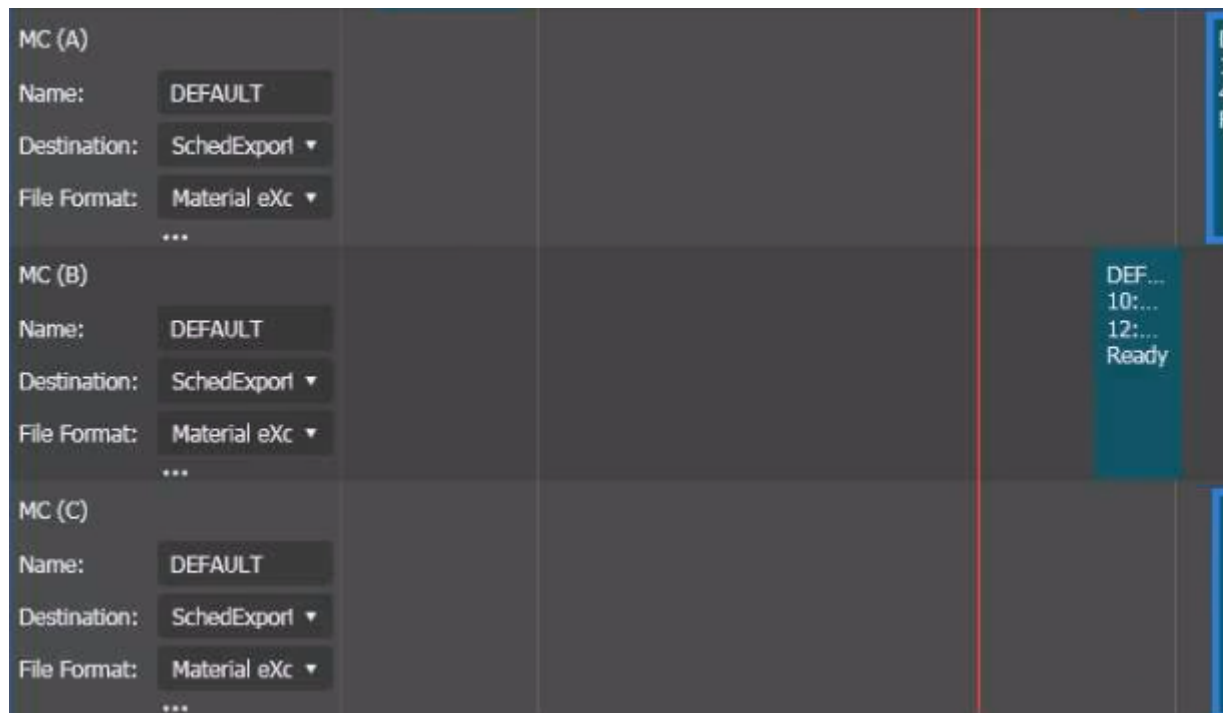 MC (A)
Name: DEFAULT
Destination: SchedExport
File Format: Material eXc
...
MC (B)
Name: DEFAULT
Destination: SchedExport
File Format: Material eXc
...
DEF...
10:...
12:...
Ready
MC (C)
Name: DEFAULT
Destination: SchedExport
File Format: Material eXc
...